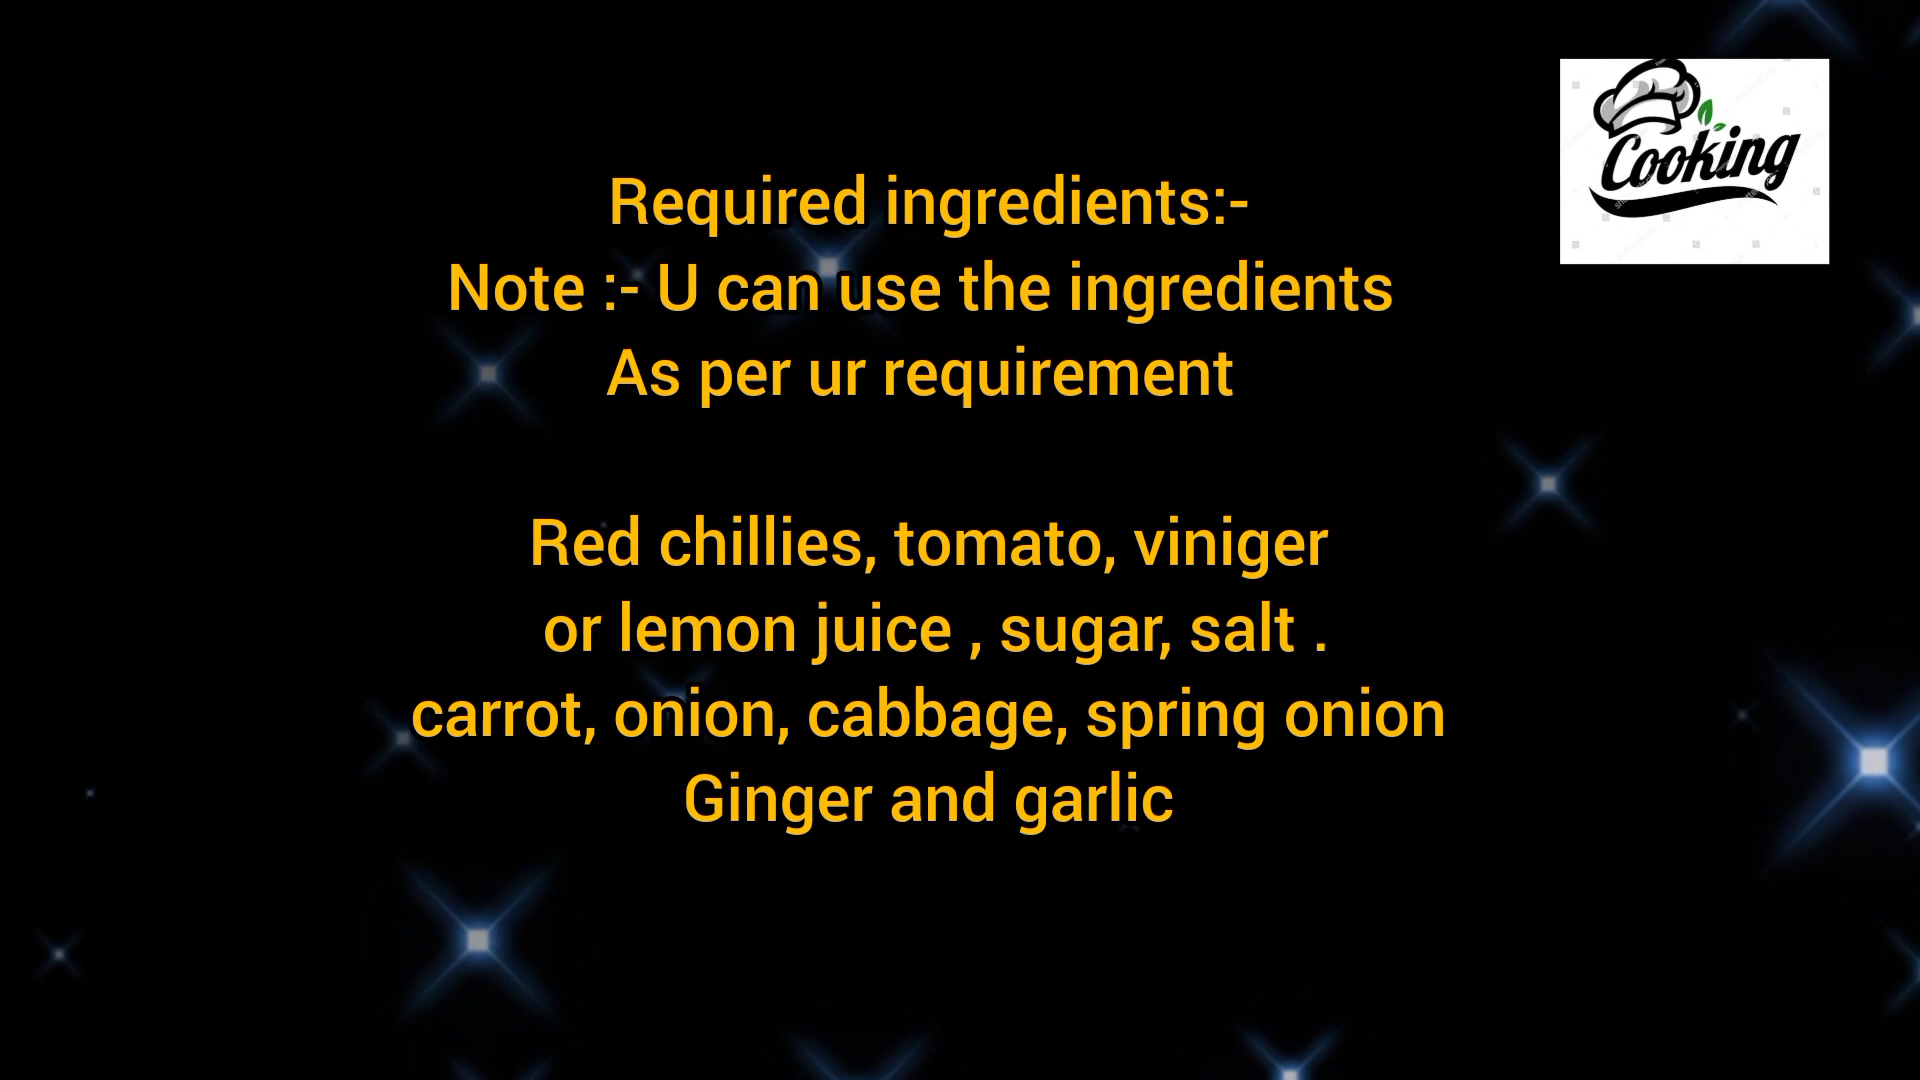 Cooking
Required ingredients:-
Note :- U can use the ingredients
As per ur requirement
Red chillies, tomato, viniger
or lemon juice , sugar, salt .
carrot, onion, cabbage, spring onion
Ginger and garlic